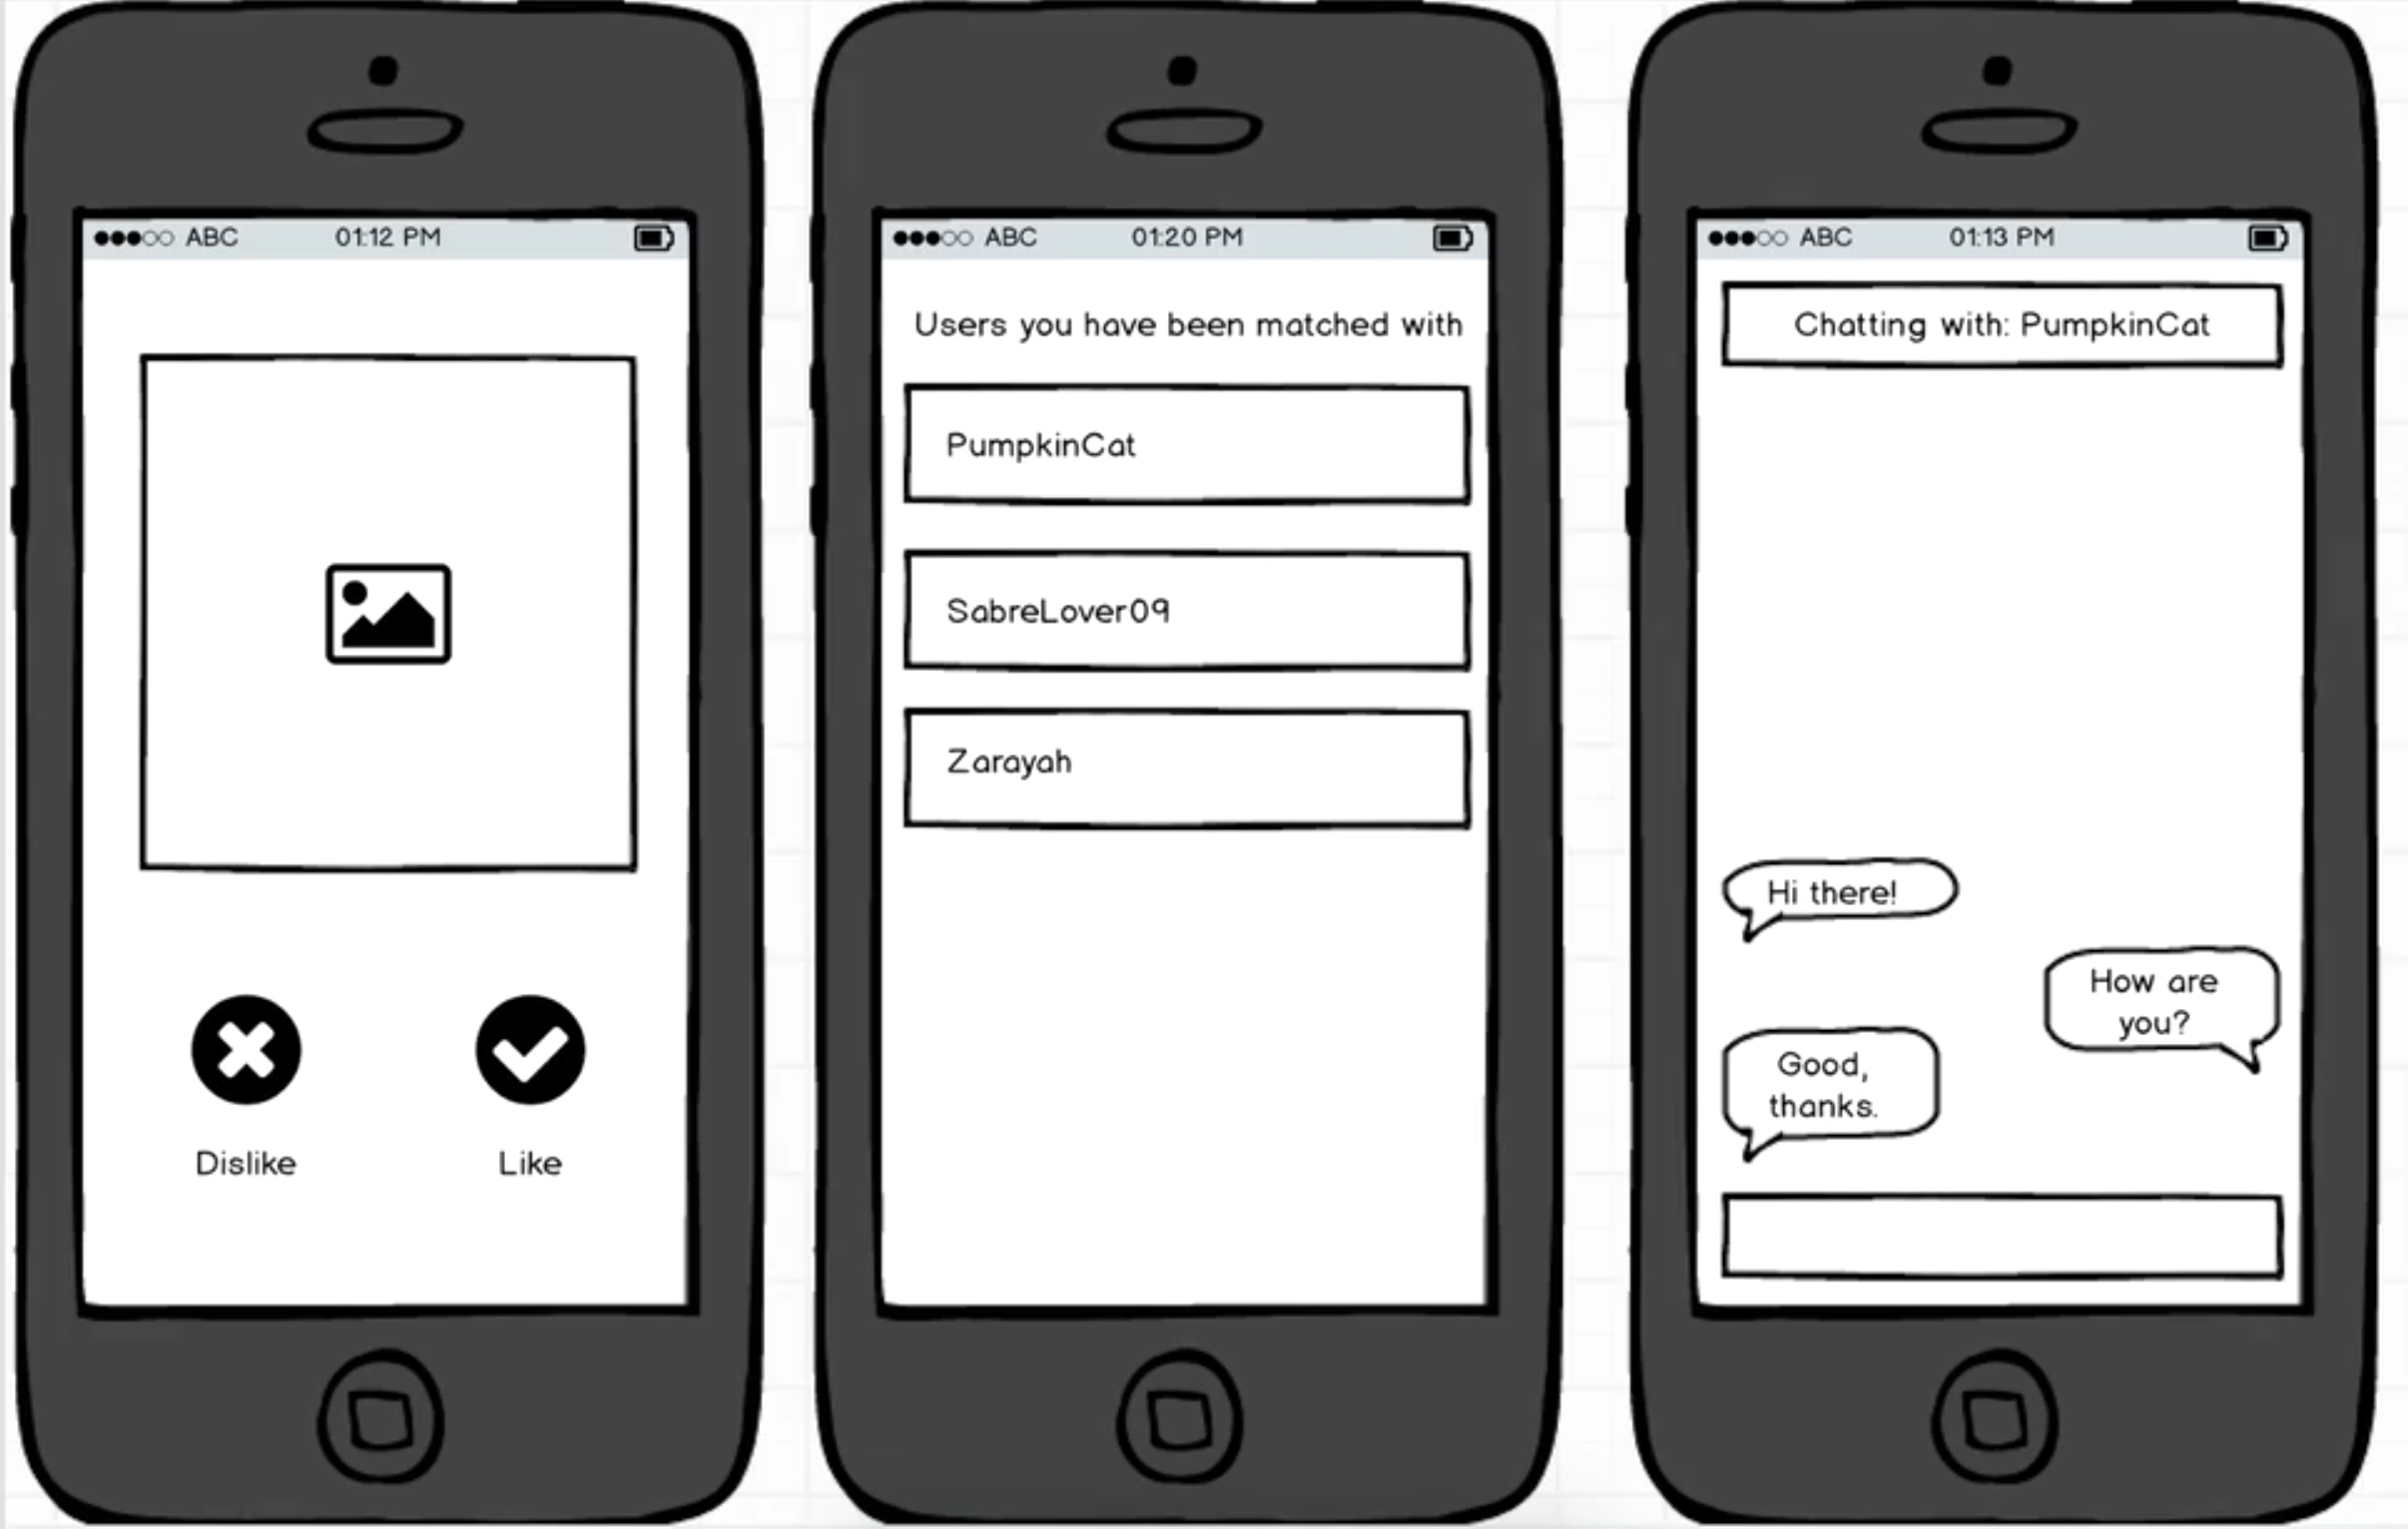 ABC 01:12 PM
Dislike
Like
ABC 01:20 PM
Users you have been matched with
PumpkinCat
SabreLover09
Zarayah
ABC 01:13 PM
Chatting with: PumpkinCat
Hi there!
How are
you?
Good,
thanks.